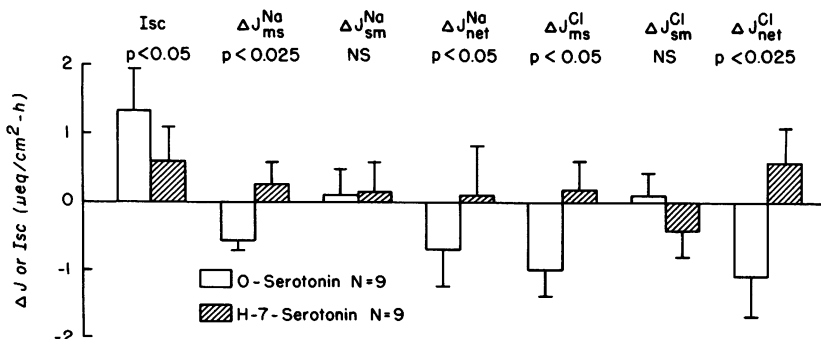 Isc ΔJ^Na_ms ΔJ^Na_sm ΔJ^Na_net ΔJ^Cl_ms ΔJ^Cl_sm ΔJ^Cl_net
p<0.05 p<0.025 NS p<0.05 p<0.05 NS p<0.025
ΔJ or Isc (μeq/cm²-h)
2
1
0
-1
-2
O-Serotonin N=9
H-7-Serotonin N=9